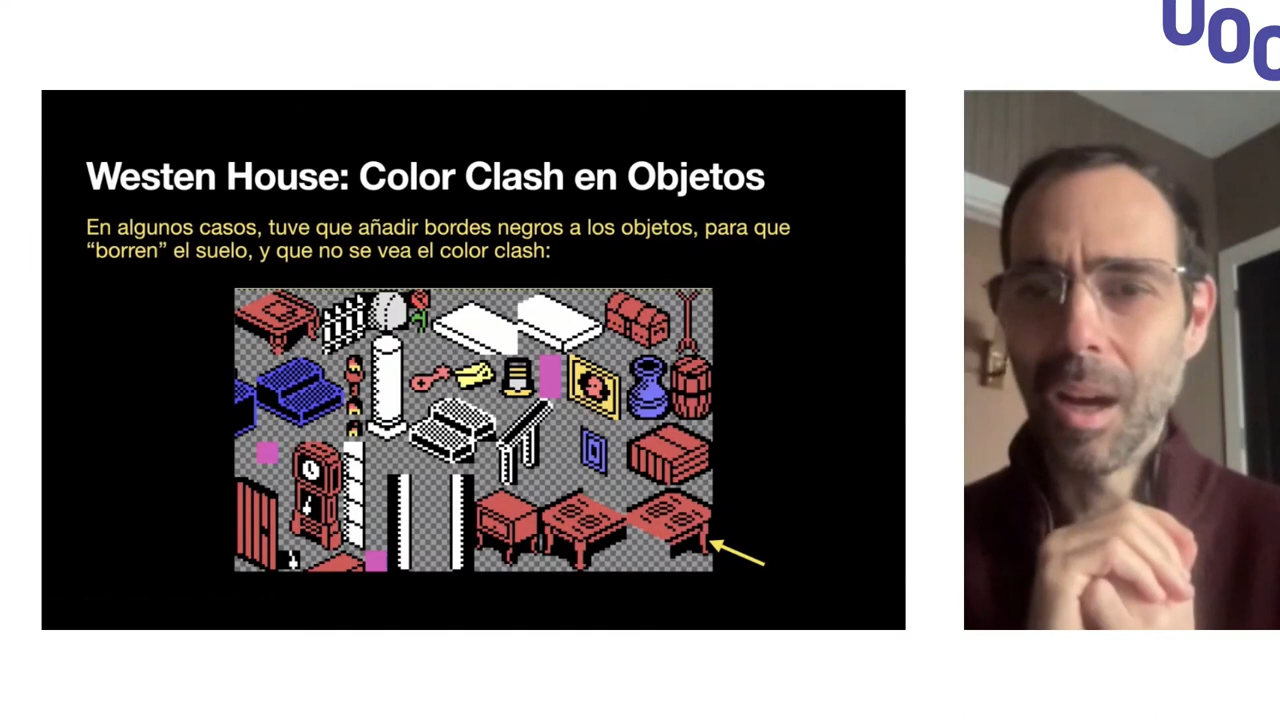 UOC
Westen House: Color Clash en Objetos
En algunos casos, tuve que añadir bordes negros a los objetos, para que
“borren” el suelo, y que no se vea el color clash: